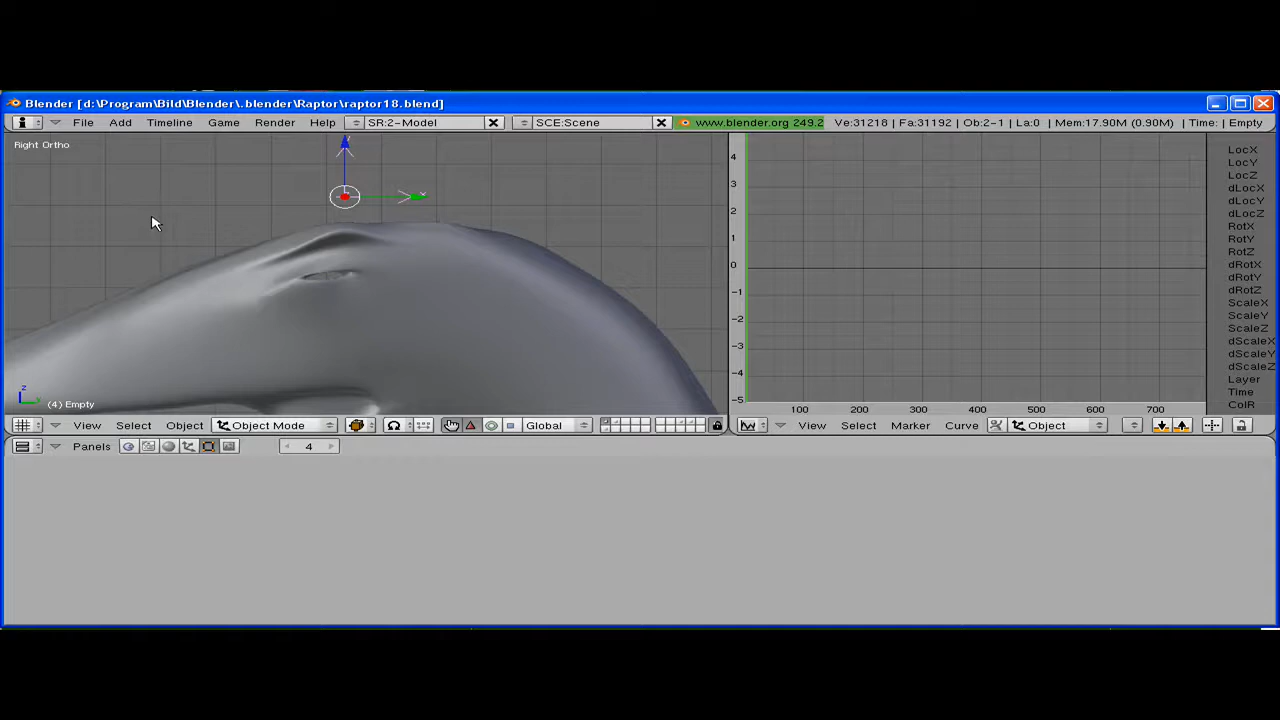 Blender [d:\Program\Bild\Blender\.blender\Raptor\raptor18.blend]
File Add Timeline Game Render Help SR:2-Model SCE:Scene www.blender.org 249.2 Ve:31218 | Fa:31192 | Ob:2-1 | La:0 | Mem:17.90M (0.90M) | Time: | Empty
Right Ortho
(4) Empty
View Select Object Object Mode Global
4
3
2
1
0
-1
-2
-3
-4
-5
100 200 300 400 500 600 700
LocX
LocY
LocZ
dLocX
dLocY
dLocZ
RotX
RotY
RotZ
dRotX
dRotY
dRotZ
ScaleX
ScaleY
ScaleZ
dScaleX
dScaleY
dScaleZ
Layer
Time
ColR
View Select Marker Curve Object
Panels 4